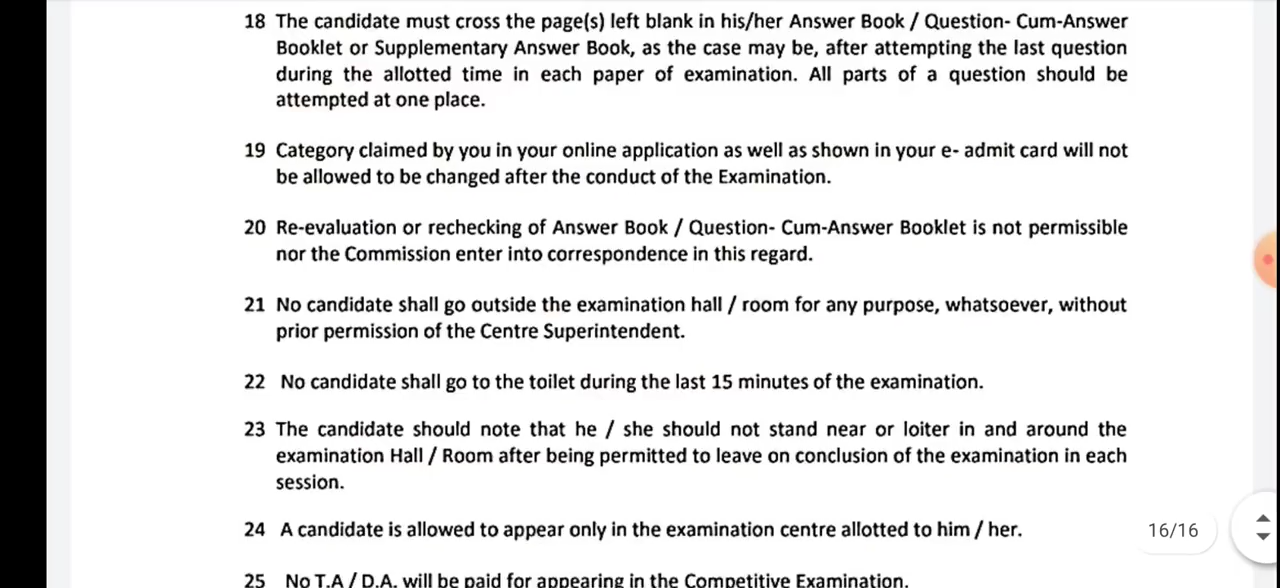 18 The candidate must cross the page(s) left blank in his/her Answer Book / Question- Cum-Answer
Booklet or Supplementary Answer Book, as the case may be, after attempting the last question
during the allotted time in each paper of examination. All parts of a question should be
attempted at one place.
19 Category claimed by you in your online application as well as shown in your e- admit card will not
be allowed to be changed after the conduct of the Examination.
20 Re-evaluation or rechecking of Answer Book / Question- Cum-Answer Booklet is not permissible
nor the Commission enter into correspondence in this regard.
21 No candidate shall go outside the examination hall / room for any purpose, whatsoever, without
prior permission of the Centre Superintendent.
22 No candidate shall go to the toilet during the last 15 minutes of the examination.
23 The candidate should note that he / she should not stand near or loiter in and around the
examination Hall / Room after being permitted to leave on conclusion of the examination in each
session.
24 A candidate is allowed to appear only in the examination centre allotted to him / her.
16/16
25 No T.A / D.A. will be paid for appearing in the Competitive Examination.